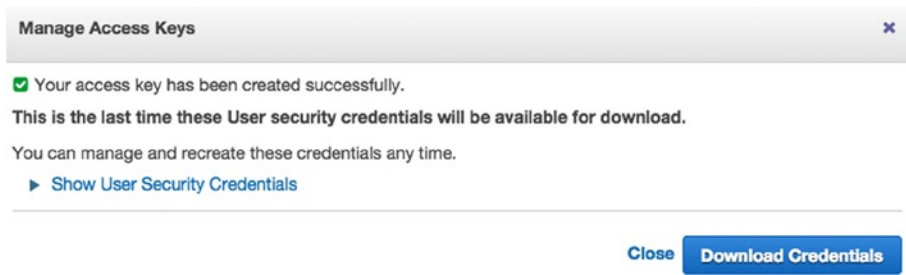 Manage Access Keys
Your access key has been created successfully.
This is the last time these User security credentials will be available for download.
You can manage and recreate these credentials any time.
Show User Security Credentials
Close Download Credentials